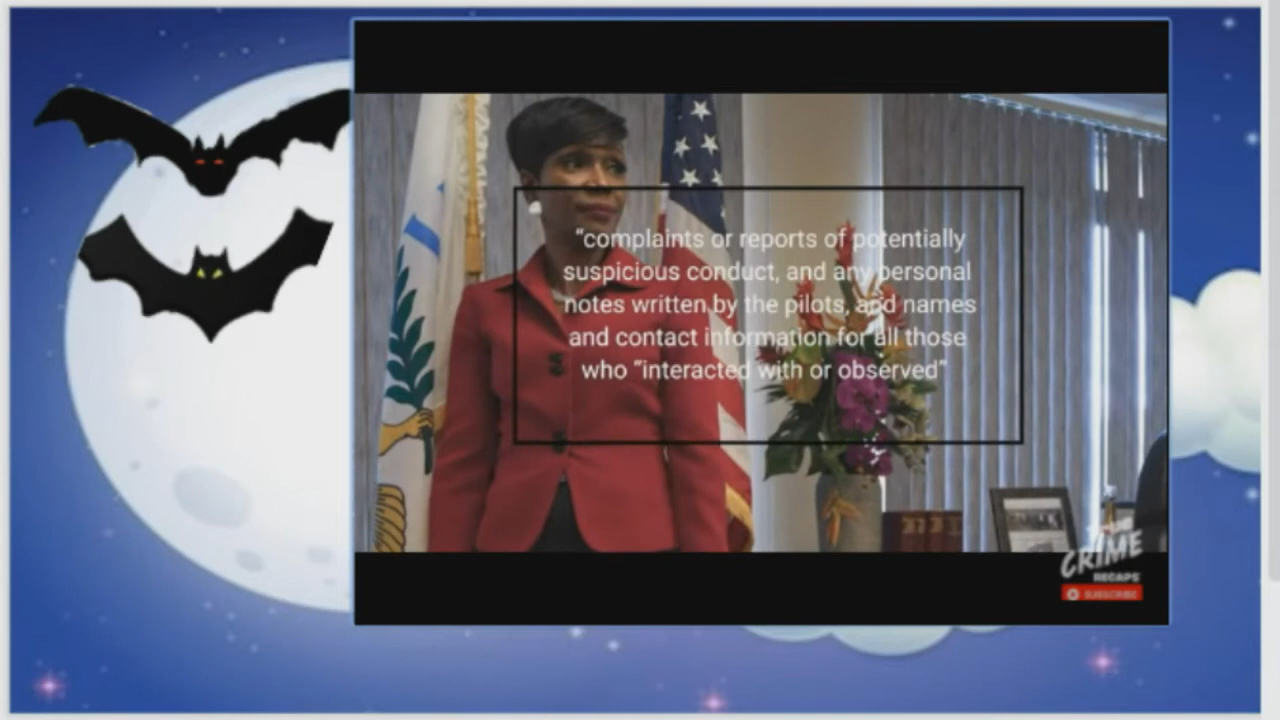 “complaints or reports of potentially
suspicious conduct, and any personal
notes written by the pilots, and names
and contact information for all those
who “interacted with or observed”
CRIME
RECAPS
SUBSCRIBE